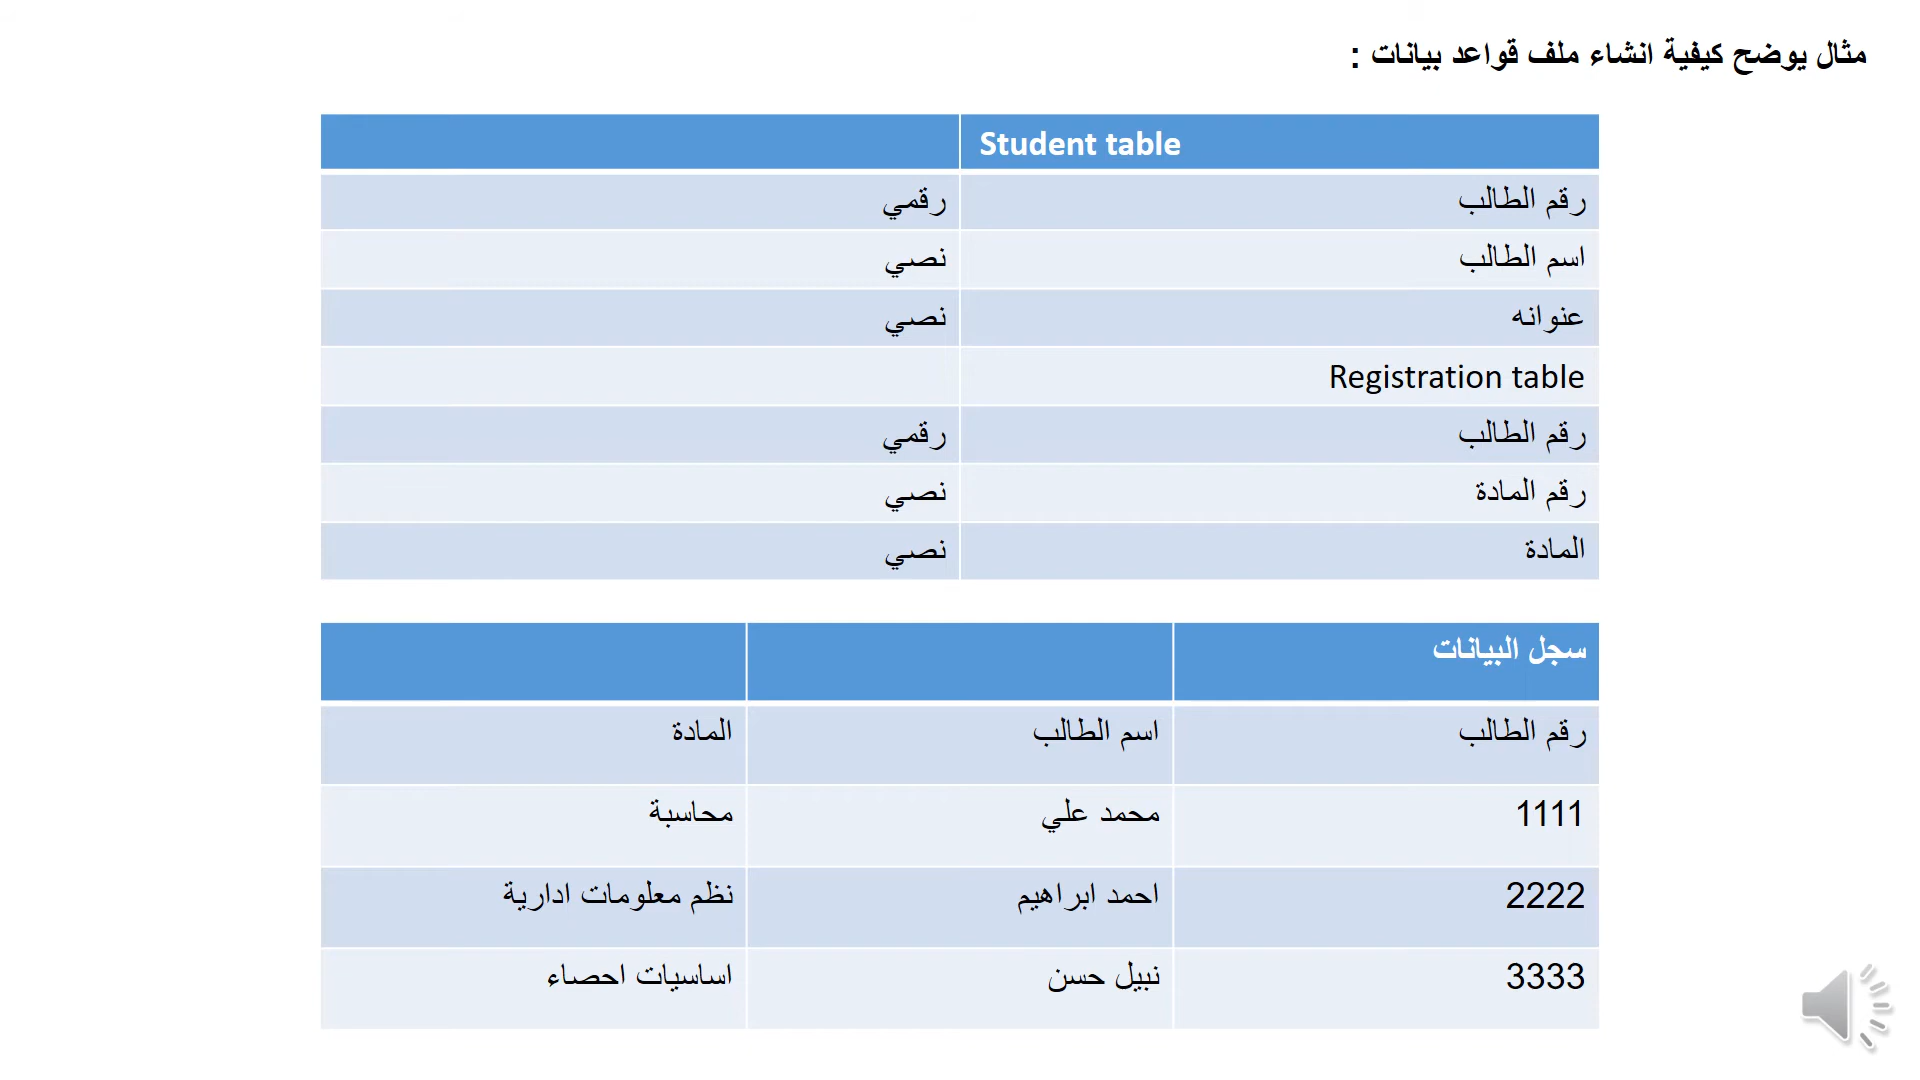 مثال يوضح كيفية انشاء ملف قواعد بيانات :
Student table
رقم الطالب رقمي
اسم الطالب نصي
عنوانه نصي
Registration table
رقم الطالب رقمي
رقم المادة نصي
المادة نصي
سجل البيانات
رقم الطالب اسم الطالب المادة
1111 محمد علي محاسبة
2222 احمد ابراهيم نظم معلومات ادارية
3333 نبيل حسن اساسيات احصاء